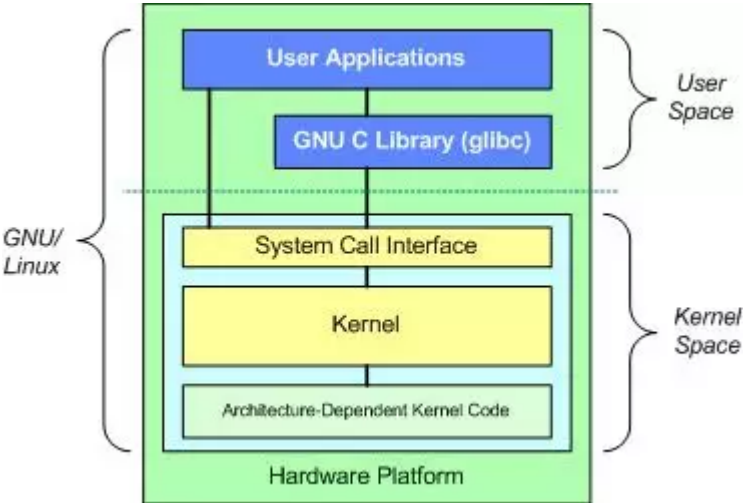 User Applications
User
Space
GNU C Library (glibc)
GNU/
Linux
System Call Interface
Kernel
Kernel
Space
Architecture-Dependent Kernel Code
Hardware Platform